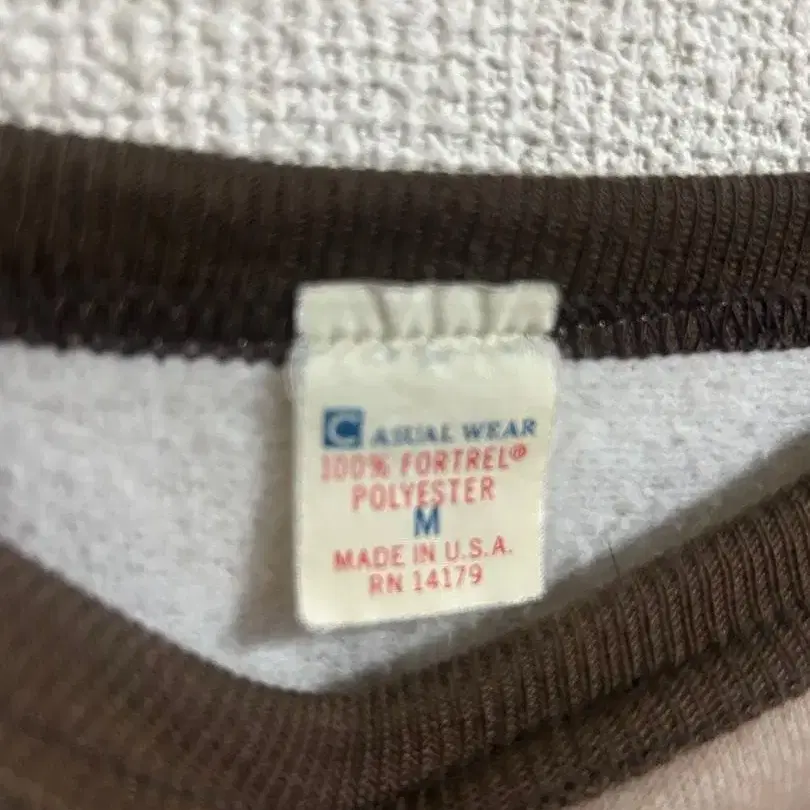 CASUAL WEAR
100% FORTREL®
POLYESTER
M
MADE IN U.S.A.
RN 14179